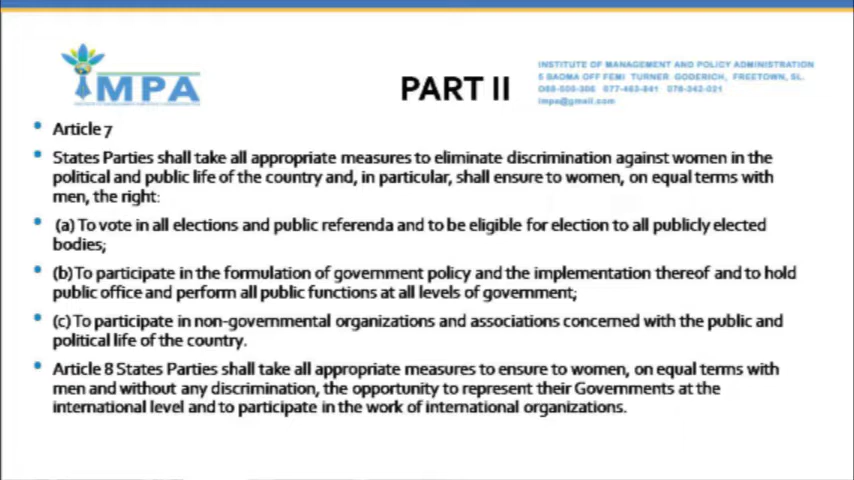 IMPA
PART II
INSTITUTE OF MANAGEMENT AND POLICY ADMINISTRATION
5 BAOMA OFF FEMI TURNER GODERICH, FREETOWN, SL.
impa@gmail.com
• Article 7
• States Parties shall take all appropriate measures to eliminate discrimination against women in the
political and public life of the country and, in particular, shall ensure to women, on equal terms with
men, the right:
• (a) To vote in all elections and public referenda and to be eligible for election to all publicly elected
bodies;
• (b) To participate in the formulation of government policy and the implementation thereof and to hold
public office and perform all public functions at all levels of government;
• (c) To participate in non-governmental organizations and associations concerned with the public and
political life of the country.
• Article 8 States Parties shall take all appropriate measures to ensure to women, on equal terms with
men and without any discrimination, the opportunity to represent their Governments at the
international level and to participate in the work of international organizations.